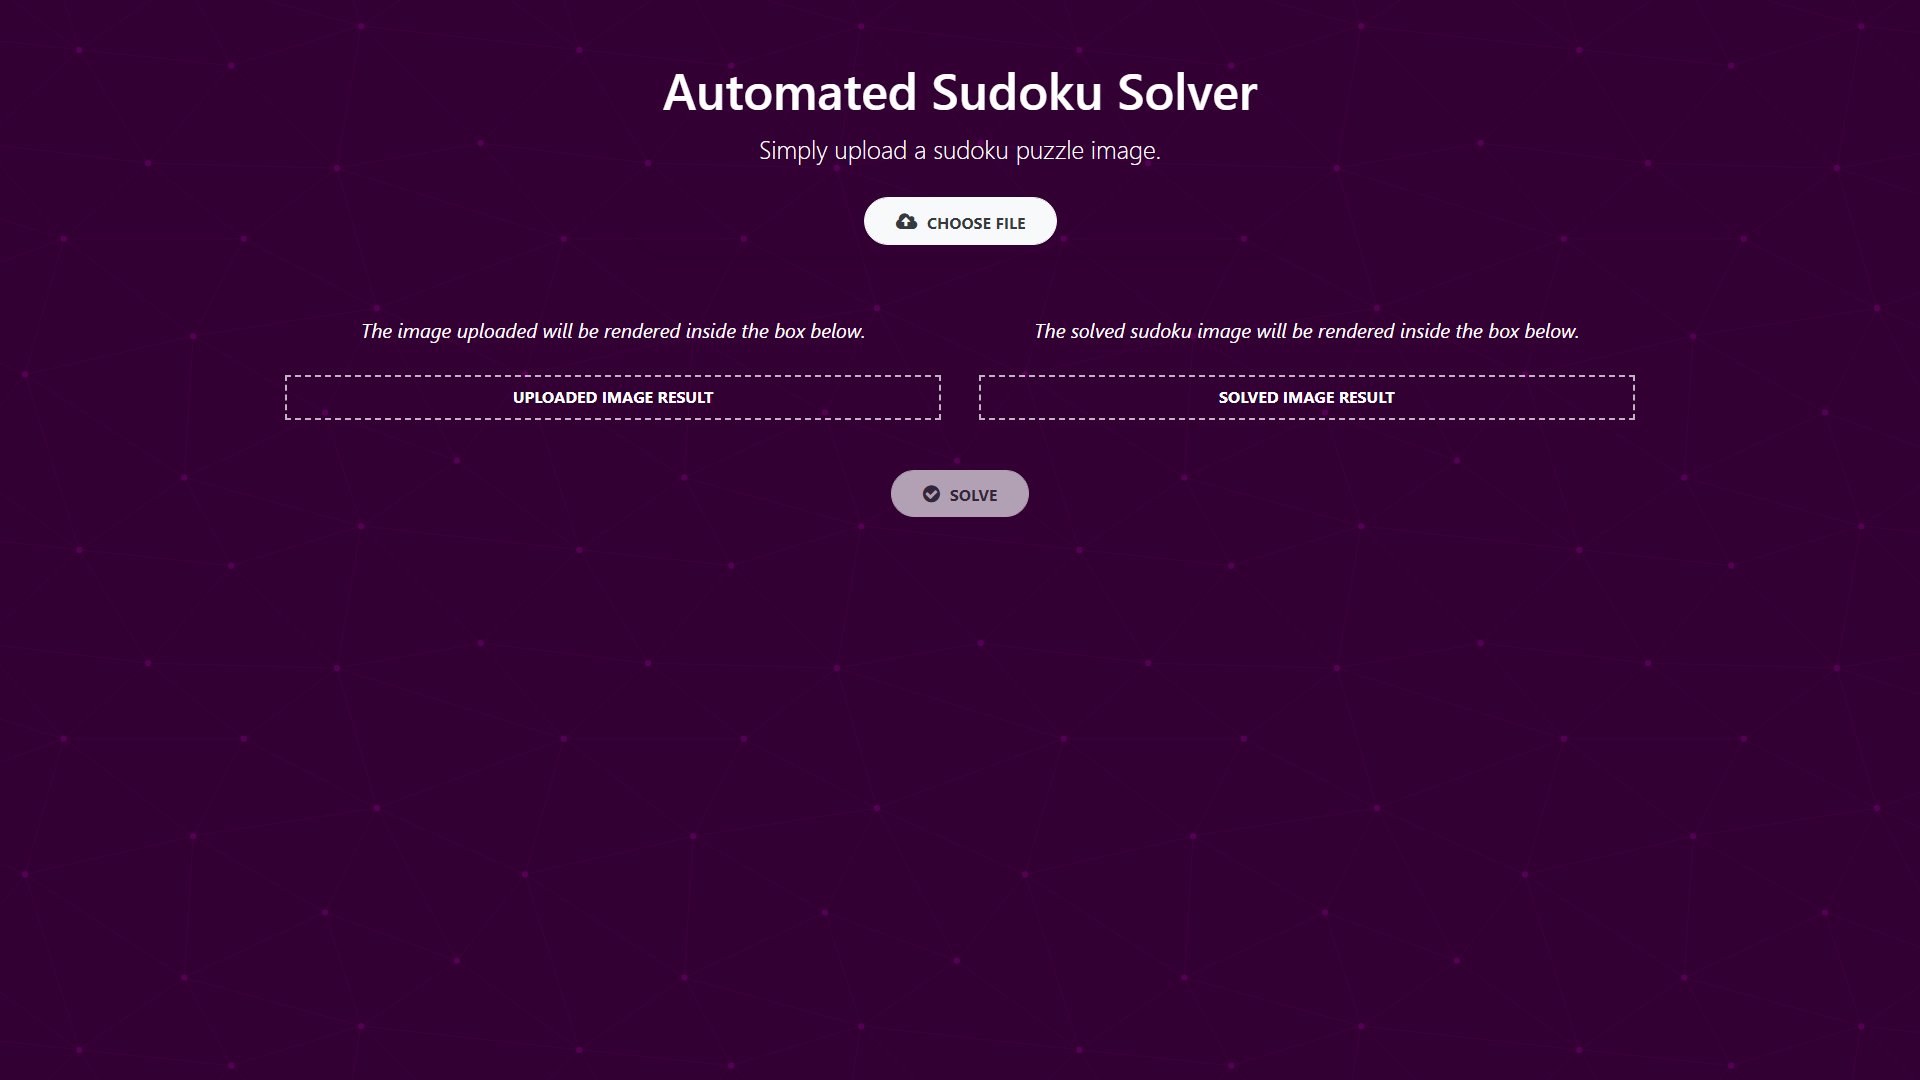 Automated Sudoku Solver
Simply upload a sudoku puzzle image.
CHOOSE FILE
The image uploaded will be rendered inside the box below.
UPLOADED IMAGE RESULT
The solved sudoku image will be rendered inside the box below.
SOLVED IMAGE RESULT
SOLVE